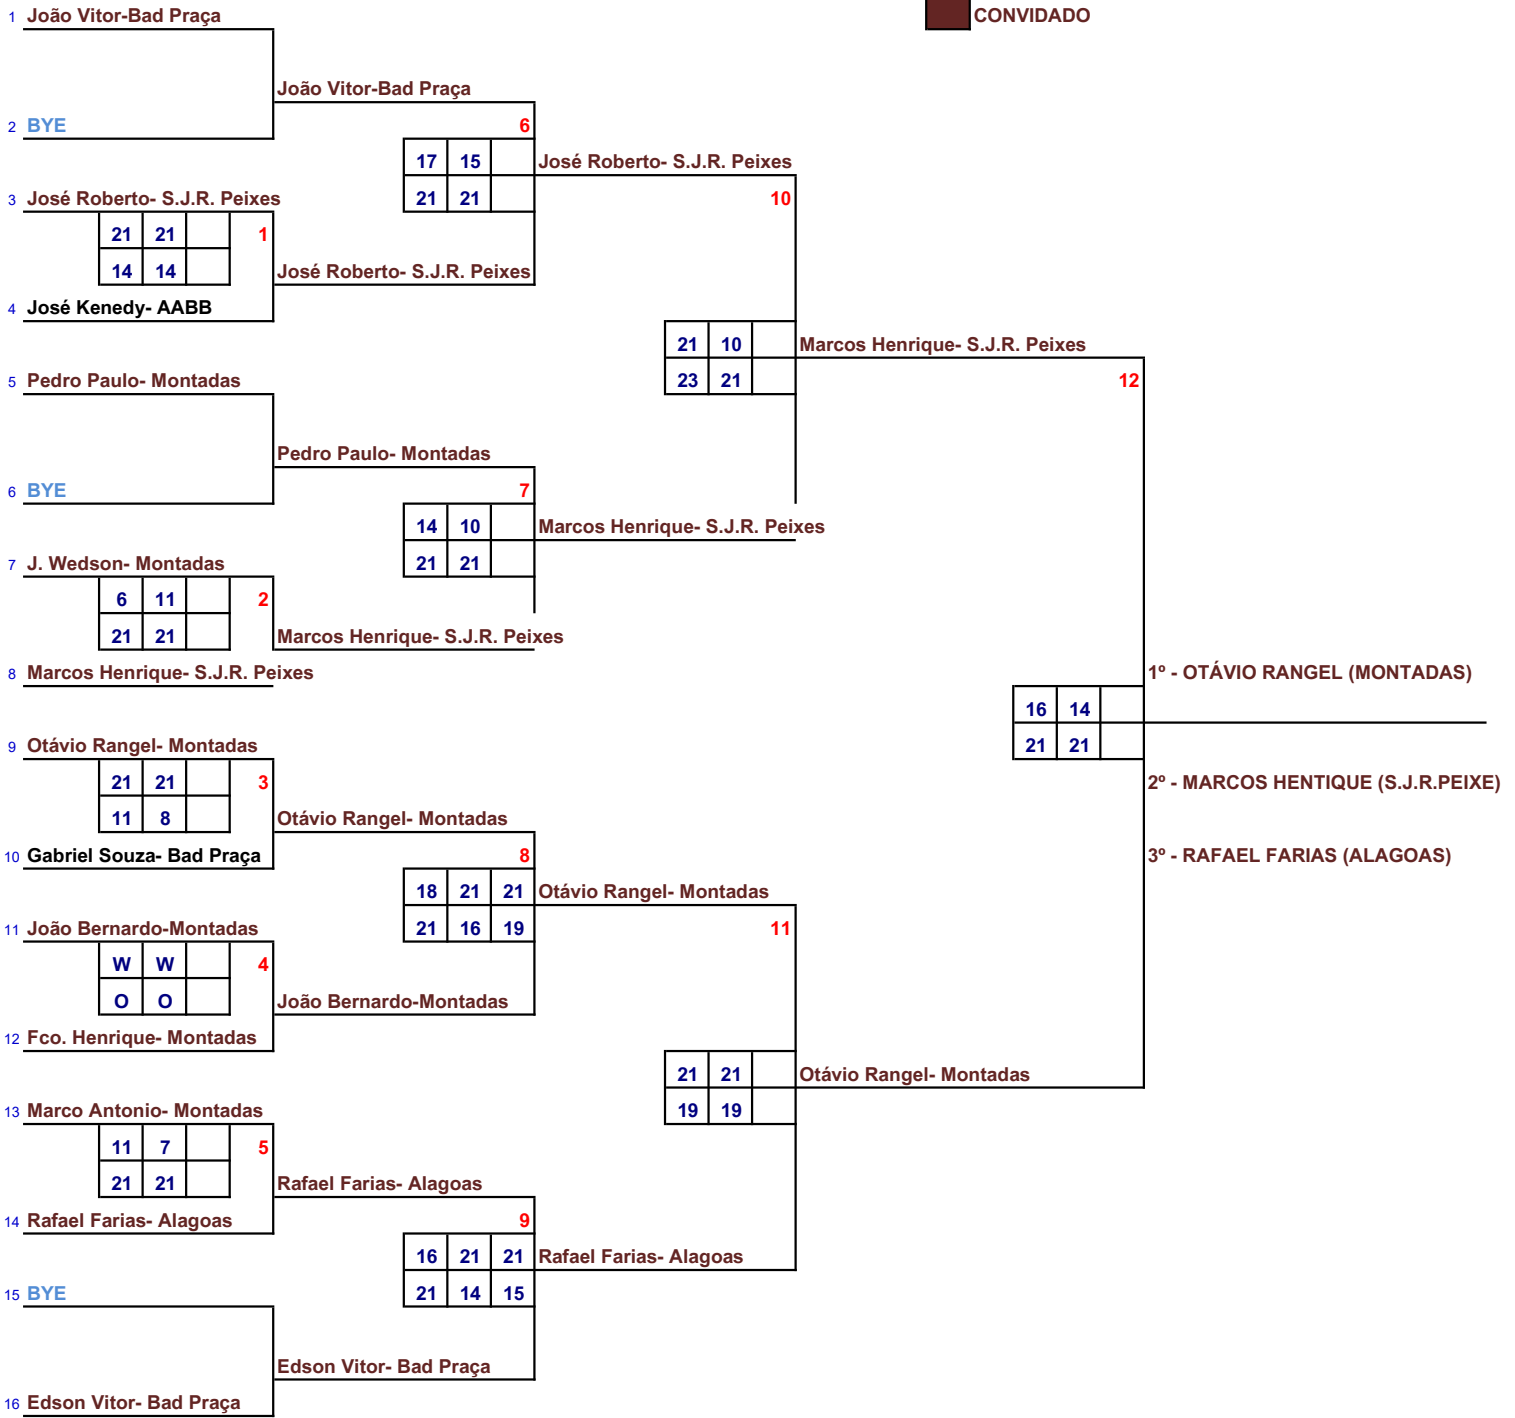 1 João Vitor-Bad Praça
CONVIDADO
João Vitor-Bad Praça
2 BYE
6
17 15
José Roberto- S.J.R. Peixes
3 José Roberto- S.J.R. Peixes
21 21
10
21 21
1
14 14
José Roberto- S.J.R. Peixes
4 José Kenedy- AABB
21 10
Marcos Henrique- S.J.R. Peixes
5 Pedro Paulo- Montadas
23 21
12
Pedro Paulo- Montadas
6 BYE
7
14 10
Marcos Henrique- S.J.R. Peixes
7 J. Wedson- Montadas
21 21
6 11
2
21 21
Marcos Henrique- S.J.R. Peixes
8 Marcos Henrique- S.J.R. Peixes
1º - OTÁVIO RANGEL (MONTADAS)
16 14
9 Otávio Rangel- Montadas
21 21
21 21
3
2º - MARCOS HENTIQUE (S.J.R.PEIXE)
11 8
Otávio Rangel- Montadas
10 Gabriel Souza- Bad Praça
8
3º - RAFAEL FARIAS (ALAGOAS)
18 21 21
Otávio Rangel- Montadas
11 João Bernardo-Montadas
21 16 19
11
W W
4
O O
João Bernardo-Montadas
12 Fco. Henrique- Montadas
21 21
Otávio Rangel- Montadas
13 Marco Antonio- Montadas
19 19
11 7
5
21 21
Rafael Farias- Alagoas
14 Rafael Farias- Alagoas
9
16 21 21
Rafael Farias- Alagoas
15 BYE
21 14 15
Edson Vitor- Bad Praça
16 Edson Vitor- Bad Praça